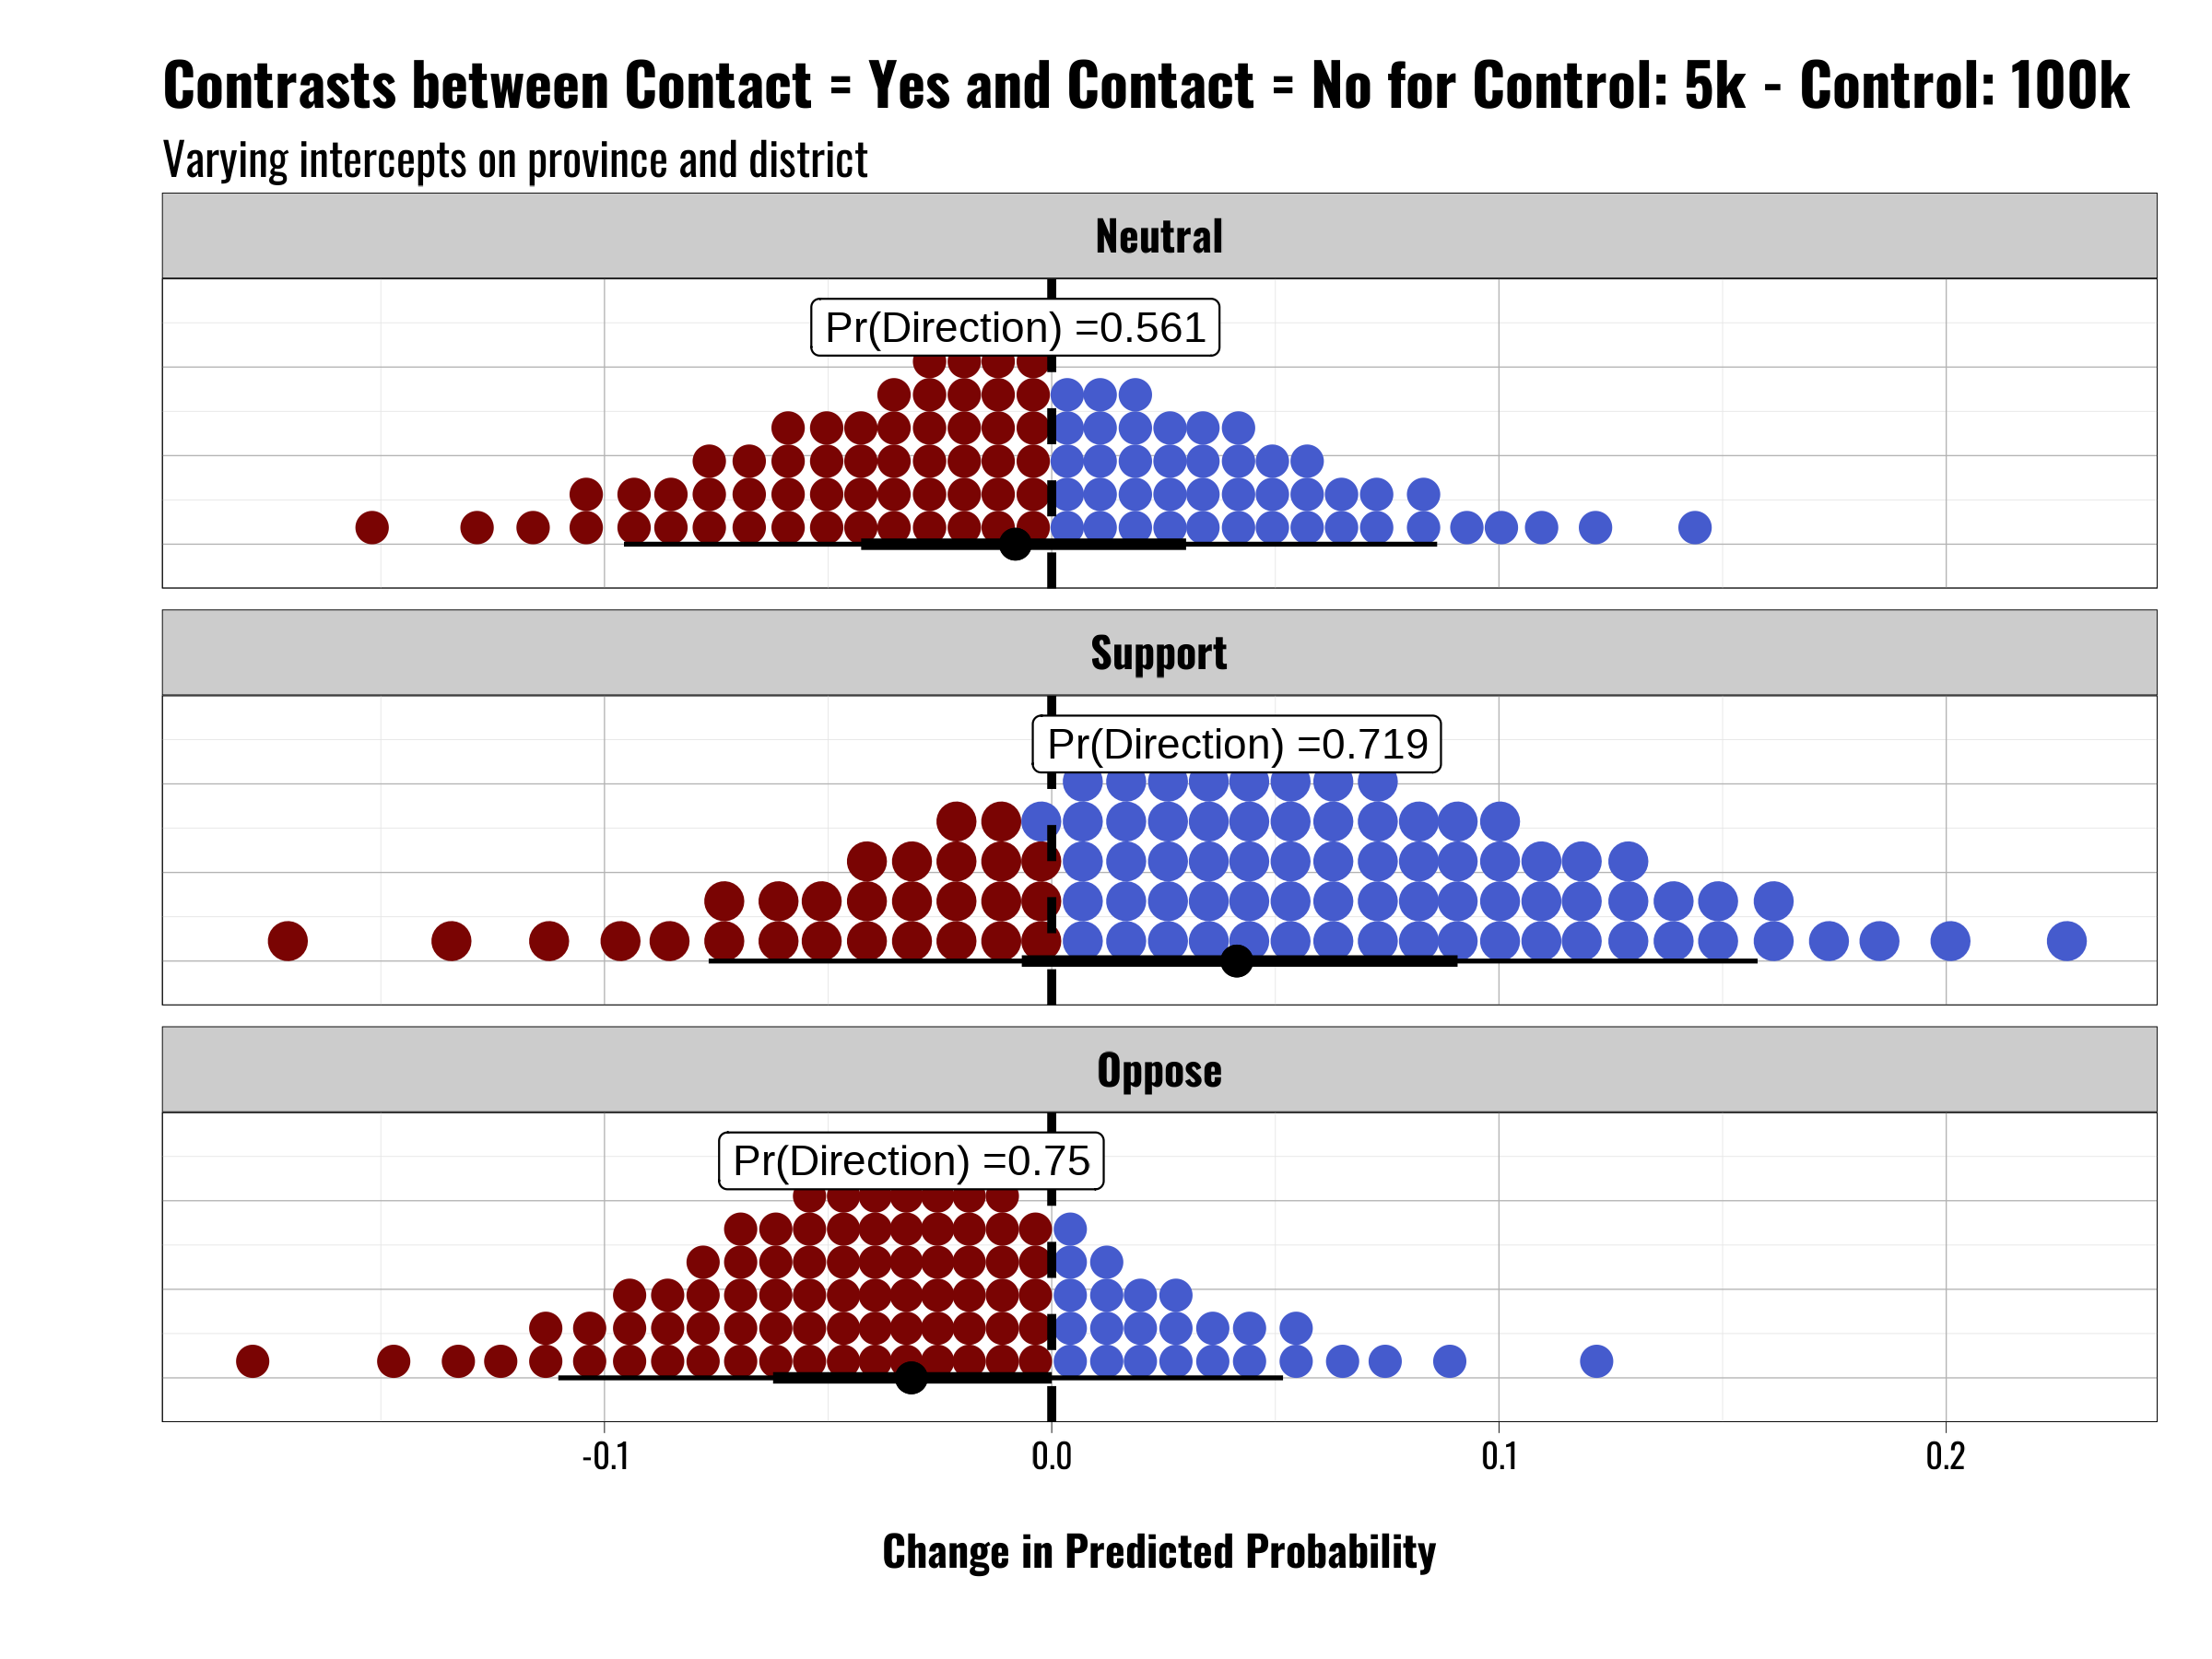 Contrasts between Contact = Yes and Contact = No for Control: 5k - Control: 100k
Varying intercepts on province and district
Neutral
Pr(Direction) =0.561
Support
Pr(Direction) =0.719
Oppose
Pr(Direction) =0.75
-0.1 0.0 0.1 0.2
Change in Predicted Probability